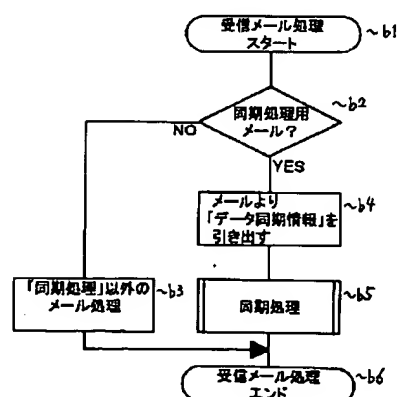 受信メール処理
スタート
~b1
同期処理用
メール?
~b2
NO
YES
メールより
「データ同期情報」を
引き出す
~b4
「同期処理」以外の
メール処理
~b3
同期処理
~b5
受信メール処理
エンド
~b6